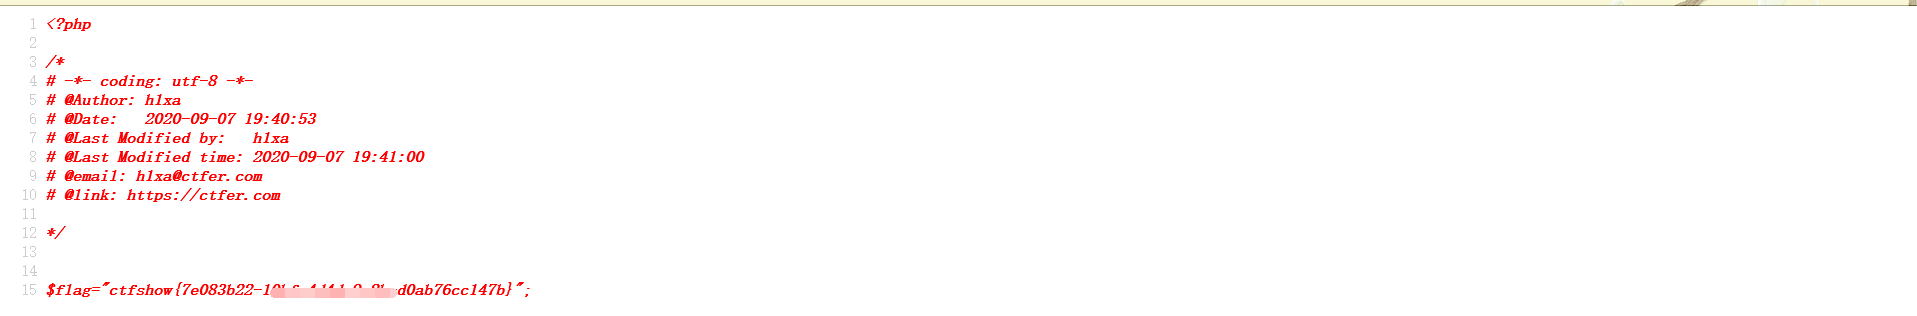 1 <?php
2
3 /*
4 # -*- coding: utf-8 -*-
5 # @Author: h1xa
6 # @Date:   2020-09-07 19:40:53
7 # @Last Modified by:   h1xa
8 # @Last Modified time: 2020-09-07 19:41:00
9 # @email: h1xa@ctfer.com
10 # @link: https://ctfer.com
11
12 */
13
14
15 $flag="ctfshow{7e083b22-1 d0ab76cc147b}";